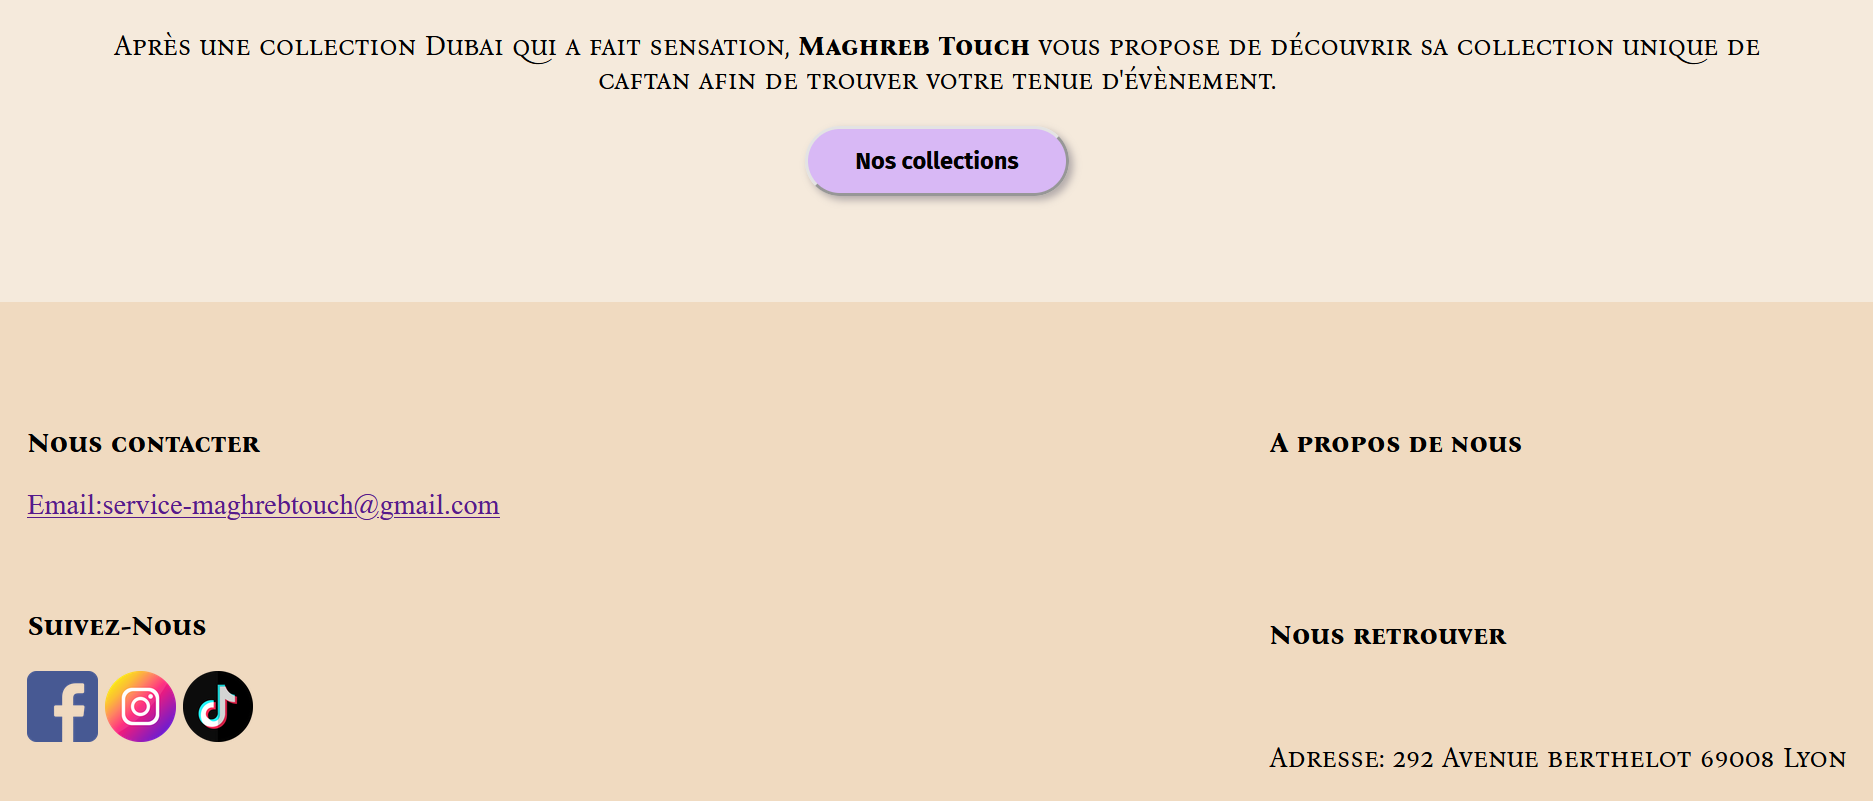 Après une collection Dubai qui a fait sensation, Maghreb Touch vous propose de découvrir sa collection unique de
caftan afin de trouver votre tenue d'évènement.
Nos collections
Nous contacter
Email:service-maghrebtouch@gmail.com
Suivez-Nous
A propos de nous
Nous retrouver
Adresse: 292 Avenue berthelot 69008 Lyon